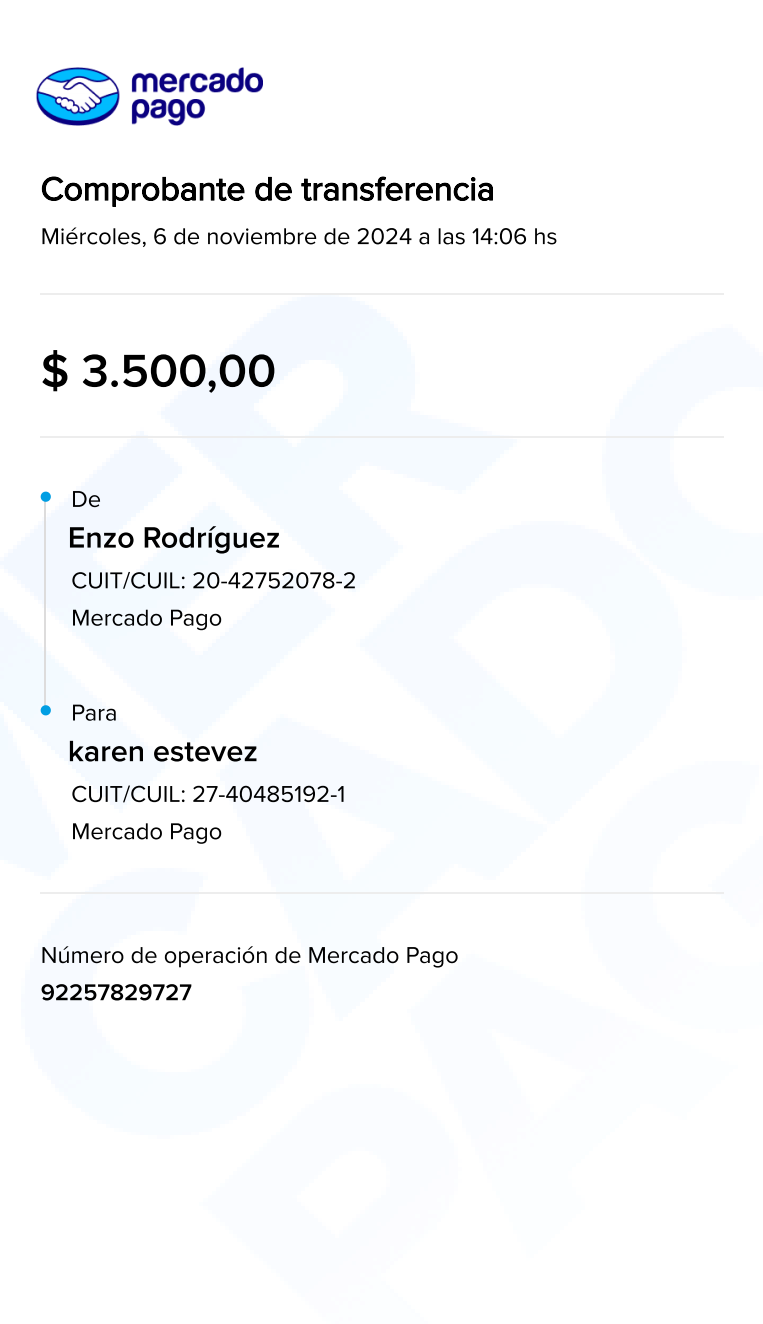 mercado
pago
Comprobante de transferencia
Miércoles, 6 de noviembre de 2024 a las 14:06 hs
$ 3.500,00
De
Enzo Rodríguez
CUIT/CUIL: 20-42752078-2
Mercado Pago
Para
karen estevez
CUIT/CUIL: 27-40485192-1
Mercado Pago
Número de operación de Mercado Pago
92257829727
MERCADO
PAGO